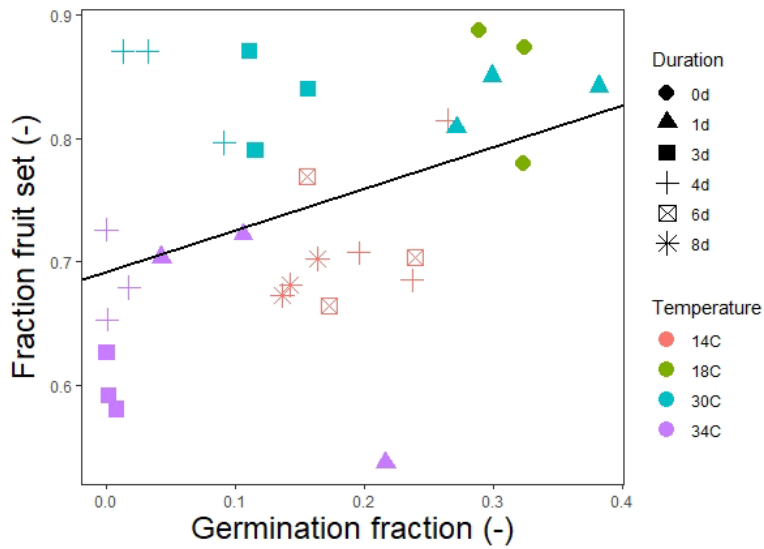 0.9
0.8
0.7
0.6
0.0
0.1
0.2
0.3
0.4
Fraction fruit set (-)
Germination fraction (-)
Duration
0d
1d
3d
4d
6d
8d
Temperature
14C
18C
30C
34C